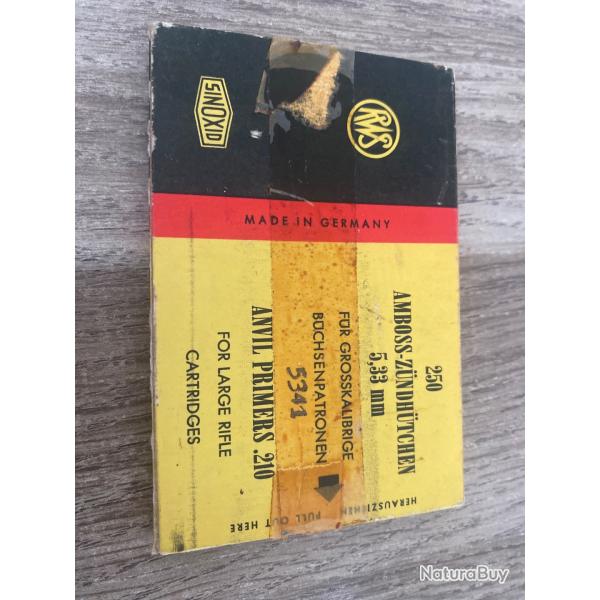 SINOXID
RWS
MADE IN GERMANY
250
AMBOSS-ZÜNDHÜTCHEN
5,33 mm
FÜR GROSSKALIBRIGE
BÜCHSENPATRONEN
5341
ANVIL PRIMERS .210
FOR LARGE RIFLE
CARTRIDGES
HERAUSZIEHEN PULL OUT HERE
NaturaBuy